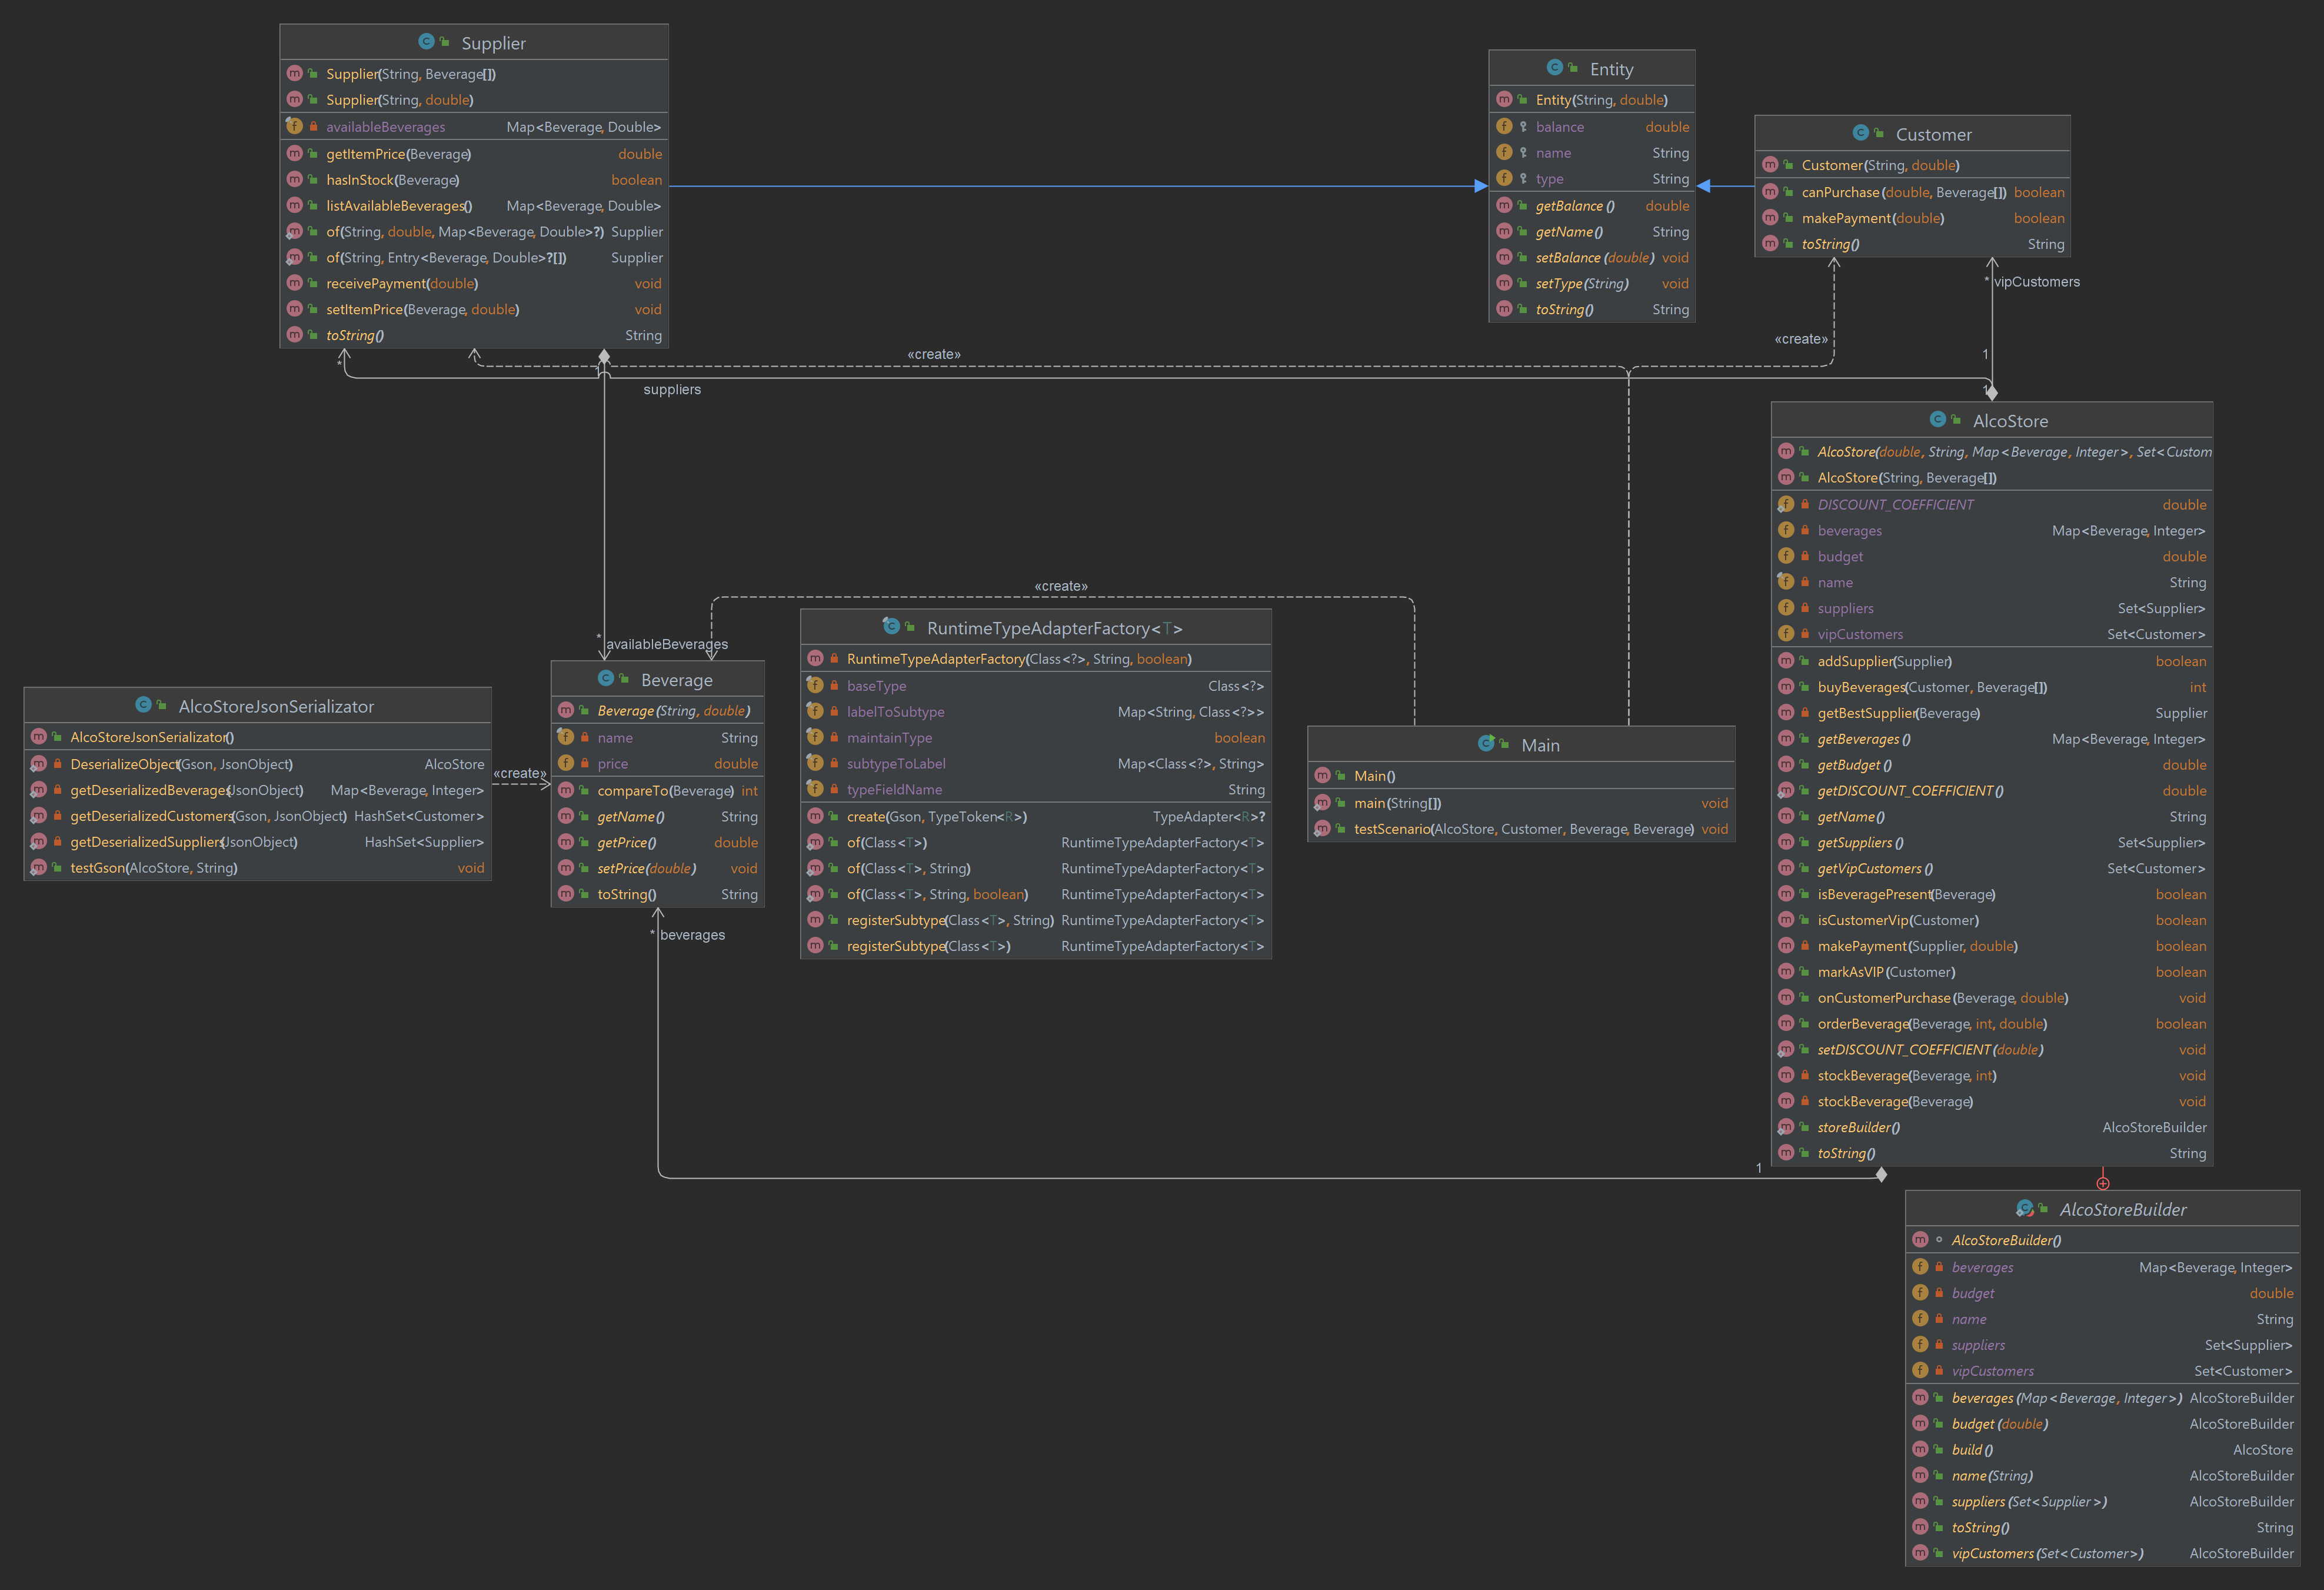 Supplier
Supplier(String, Beverage[])
Supplier(String, double)
availableBeverages Map<Beverage, Double>
getItemPrice(Beverage) double
hasInStock(Beverage) boolean
listAvailableBeverages() Map<Beverage, Double>
of(String, double, Map<Beverage, Double>?) Supplier
of(String, Entry<Beverage, Double>?[]) Supplier
receivePayment(double) void
setItemPrice(Beverage, double) void
toString() String
Entity
Entity(String, double)
balance double
name String
type String
getBalance() double
getName() String
setBalance(double) void
setType(String) void
toString() String
Customer
Customer(String, double)
canPurchase(double, Beverage[]) boolean
makePayment(double) boolean
toString() String
* vipCustomers
«create»
«create»
1
*
1
1
suppliers
AlcoStore
AlcoStore(double, String, Map<Beverage, Integer>, Set<Custom
AlcoStore(String, Beverage[])
DISCOUNT_COEFFICIENT double
beverages Map<Beverage, Integer>
budget double
name String
suppliers Set<Supplier>
vipCustomers Set<Customer>
addSupplier(Supplier) boolean
buyBeverages(Customer, Beverage[]) int
getBestSupplier(Beverage) Supplier
getBeverages() Map<Beverage, Integer>
getBudget() double
getDISCOUNT_COEFFICIENT() double
getName() String
getSuppliers() Set<Supplier>
getVipCustomers() Set<Customer>
isBeveragePresent(Beverage) boolean
isCustomerVip(Customer) boolean
makePayment(Supplier, double) boolean
markAsVIP(Customer) boolean
onCustomerPurchase(Beverage, double) void
orderBeverage(Beverage, int, double) boolean
setDISCOUNT_COEFFICIENT(double) void
stockBeverage(Beverage, int) void
stockBeverage(Beverage) void
storeBuilder() AlcoStoreBuilder
toString() String
«create»
* availableBeverages
AlcoStoreJsonSerializator
AlcoStoreJsonSerializator()
DeserializeObject(Gson, JsonObject) AlcoStore
getDeserializedBeverages(JsonObject) Map<Beverage, Integer>
getDeserializedCustomers(Gson, JsonObject) HashSet<Customer>
getDeserializedSuppliers(JsonObject) HashSet<Supplier>
testGson(AlcoStore, String) void
«create»
Beverage
Beverage(String, double)
name String
price double
compareTo(Beverage) int
getName() String
getPrice() double
setPrice(double) void
toString() String
* beverages
RuntimeTypeAdapterFactory<T>
RuntimeTypeAdapterFactory(Class<?>, String, boolean)
baseType Class<?>
labelToSubtype Map<String, Class<?>>
maintainType boolean
subtypeToLabel Map<Class<?>, String>
typeFieldName String
create(Gson, TypeToken<R>) TypeAdapter<R>?
of(Class<T>) RuntimeTypeAdapterFactory<T>
of(Class<T>, String) RuntimeTypeAdapterFactory<T>
of(Class<T>, String, boolean) RuntimeTypeAdapterFactory<T>
registerSubtype(Class<T>, String) RuntimeTypeAdapterFactory<T>
registerSubtype(Class<T>) RuntimeTypeAdapterFactory<T>
Main
Main()
main(String[]) void
testScenario(AlcoStore, Customer, Beverage, Beverage) void
1
AlcoStoreBuilder
AlcoStoreBuilder()
beverages Map<Beverage, Integer>
budget double
name String
suppliers Set<Supplier>
vipCustomers Set<Customer>
beverages(Map<Beverage, Integer>) AlcoStoreBuilder
budget(double) AlcoStoreBuilder
build() AlcoStore
name(String) AlcoStoreBuilder
suppliers(Set<Supplier>) AlcoStoreBuilder
toString() String
vipCustomers(Set<Customer>) AlcoStoreBuilder